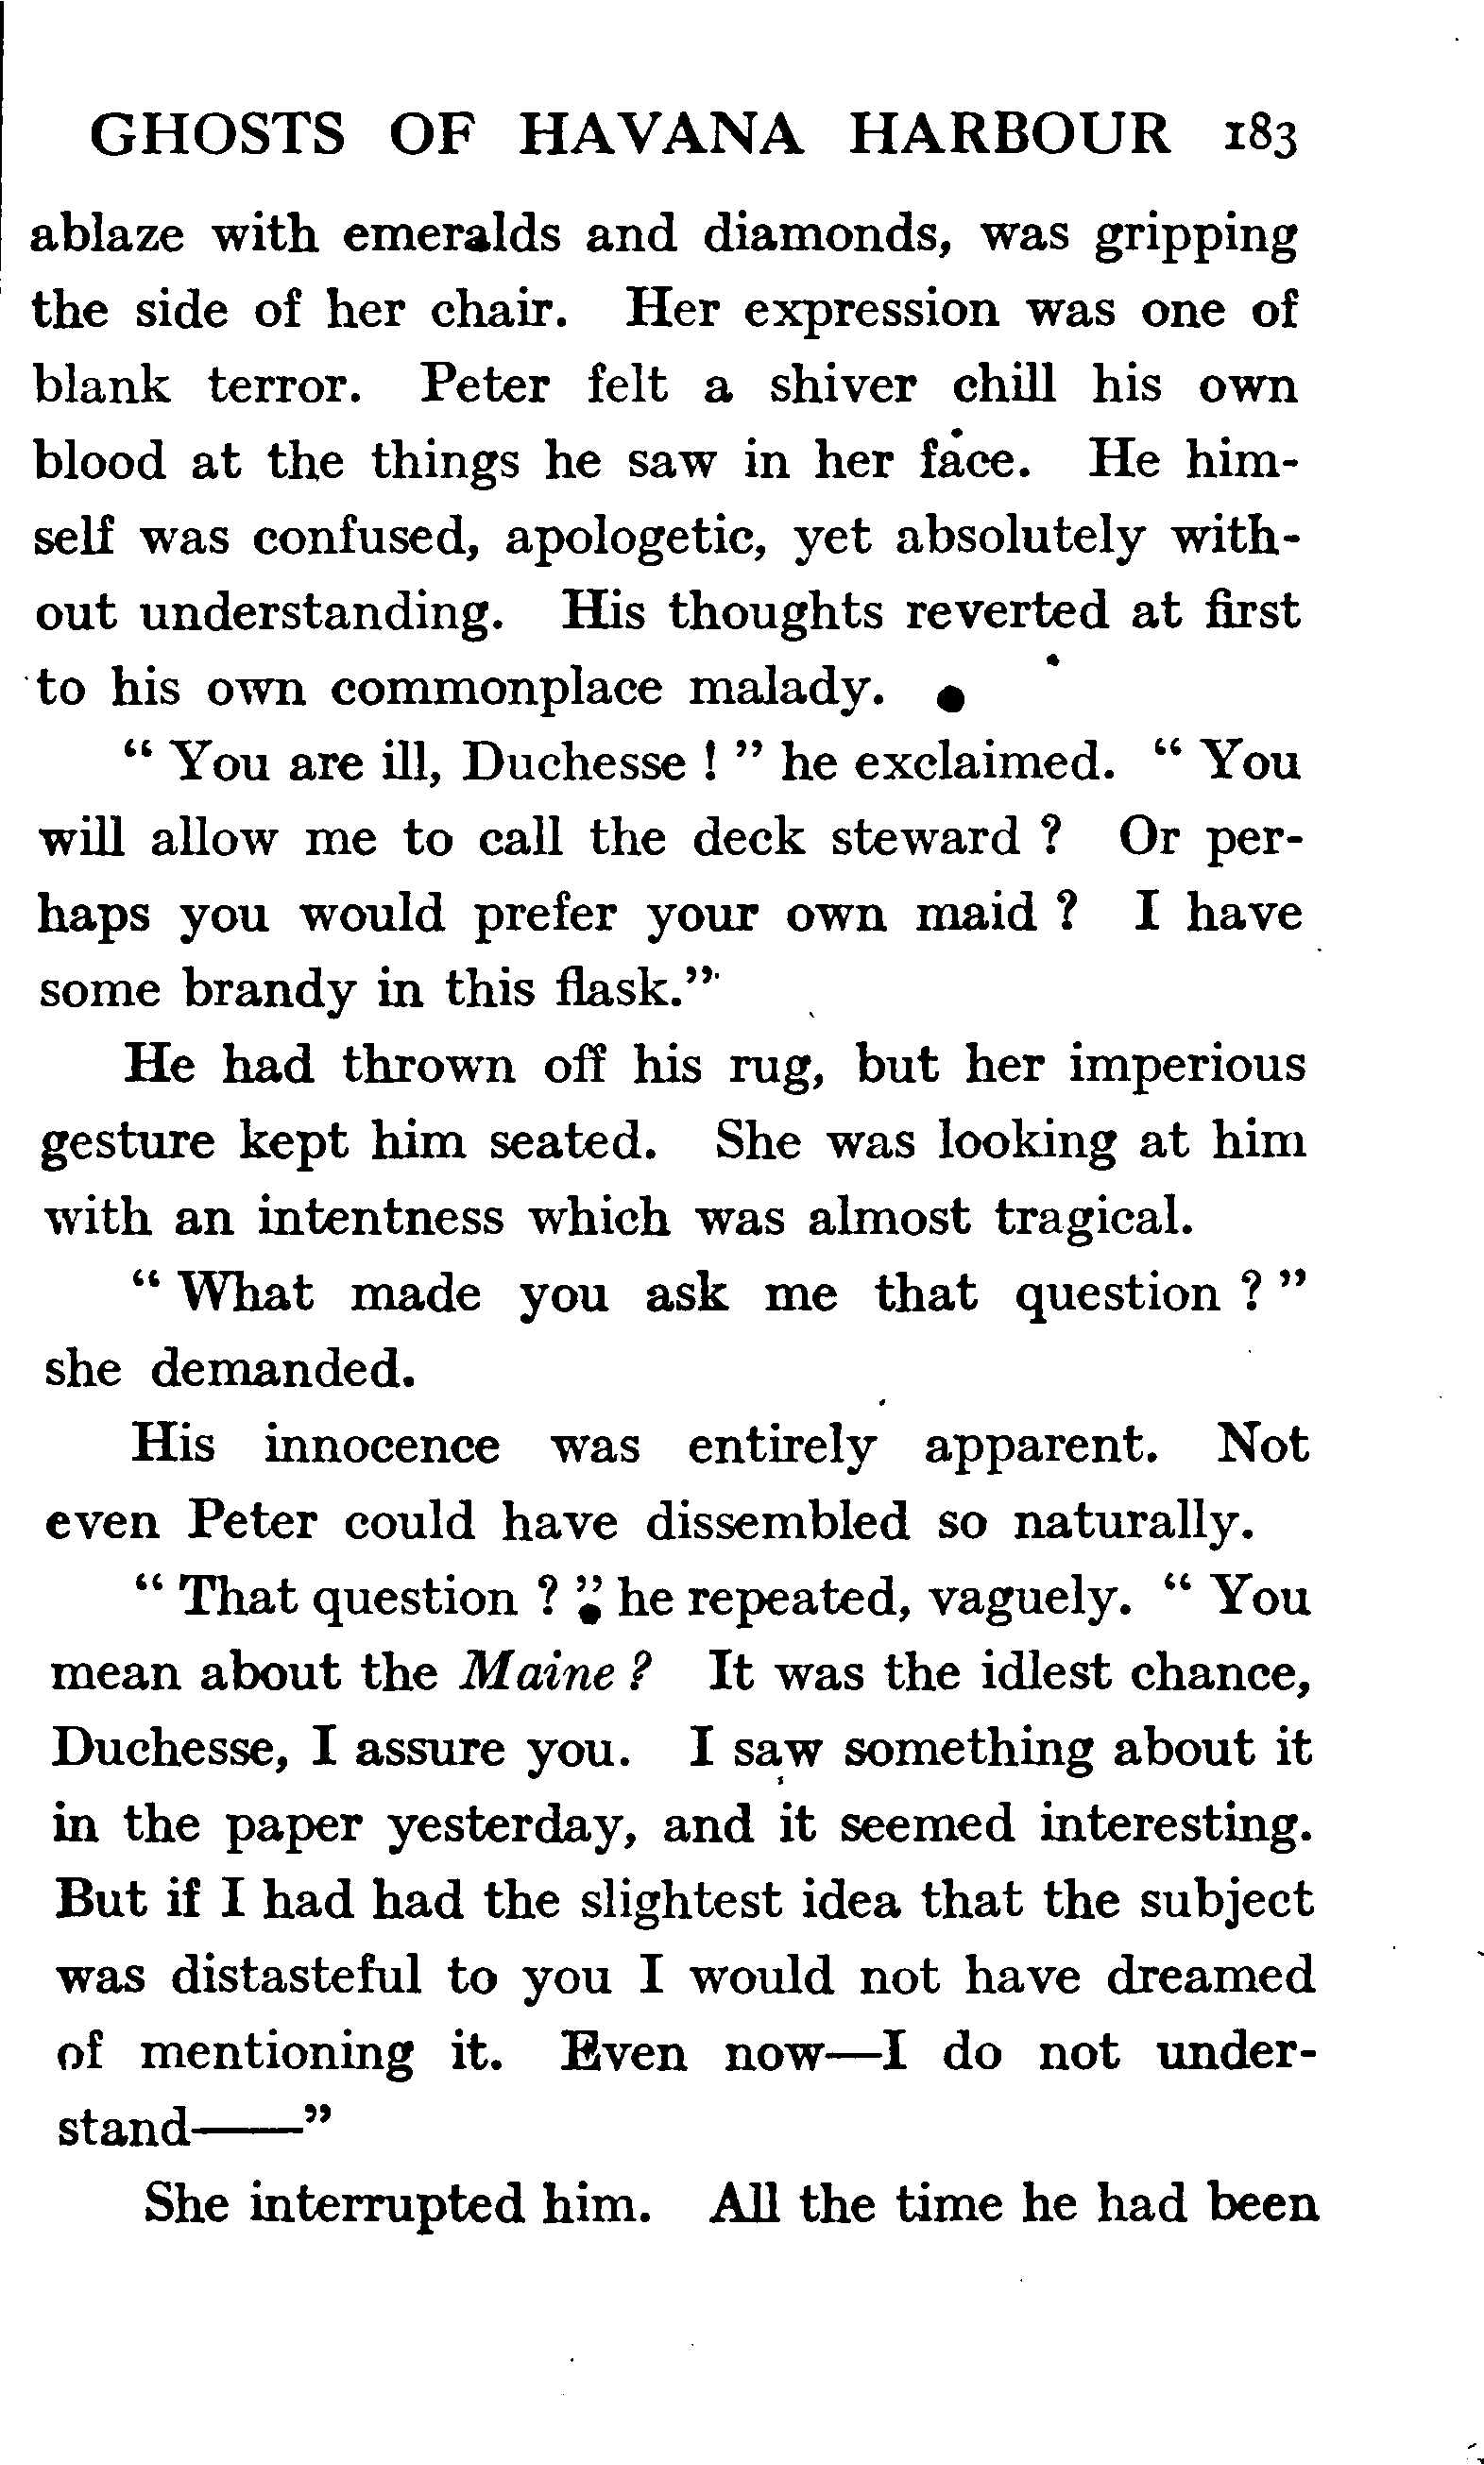 GHOSTS OF HAVANA HARBOUR 183
ablaze with emeralds and diamonds, was gripping
the side of her chair. Her expression was one of
blank terror. Peter felt a shiver chill his own
blood at the things he saw in her face. He him-
self was confused, apologetic, yet absolutely with-
out understanding. His thoughts reverted at first
to his own commonplace malady.
“ You are ill, Duchesse ! ” he exclaimed. “ You
will allow me to call the deck steward ? Or per-
haps you would prefer your own maid ? I have
some brandy in this flask.”
He had thrown off his rug, but her imperious
gesture kept him seated. She was looking at him
with an intentness which was almost tragical.
“ What made you ask me that question ? ”
she demanded.
His innocence was entirely apparent. Not
even Peter could have dissembled so naturally.
“ That question ? ” he repeated, vaguely. “ You
mean about the Maine ? It was the idlest chance,
Duchesse, I assure you. I saw something about it
in the paper yesterday, and it seemed interesting.
But if I had had the slightest idea that the subject
was distasteful to you I would not have dreamed
of mentioning it. Even now—I do not under-
stand——”
She interrupted him. All the time he had been